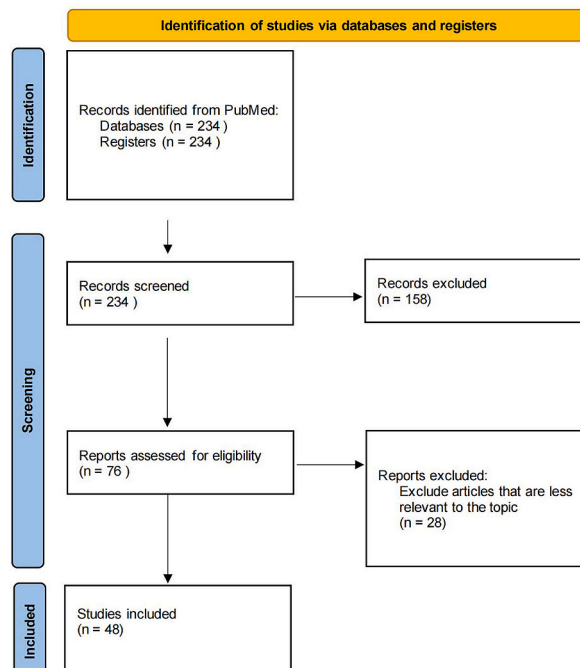 Identification of studies via databases and registers
Identification
Records identified from PubMed:
Databases (n = 234 )
Registers (n = 234 )
Screening
Records screened
(n = 234 )
Records excluded
(n = 158)
Reports assessed for eligibility
(n = 76 )
Reports excluded:
Exclude articles that are less
relevant to the topic
(n = 28)
Included
Studies included
(n = 48)